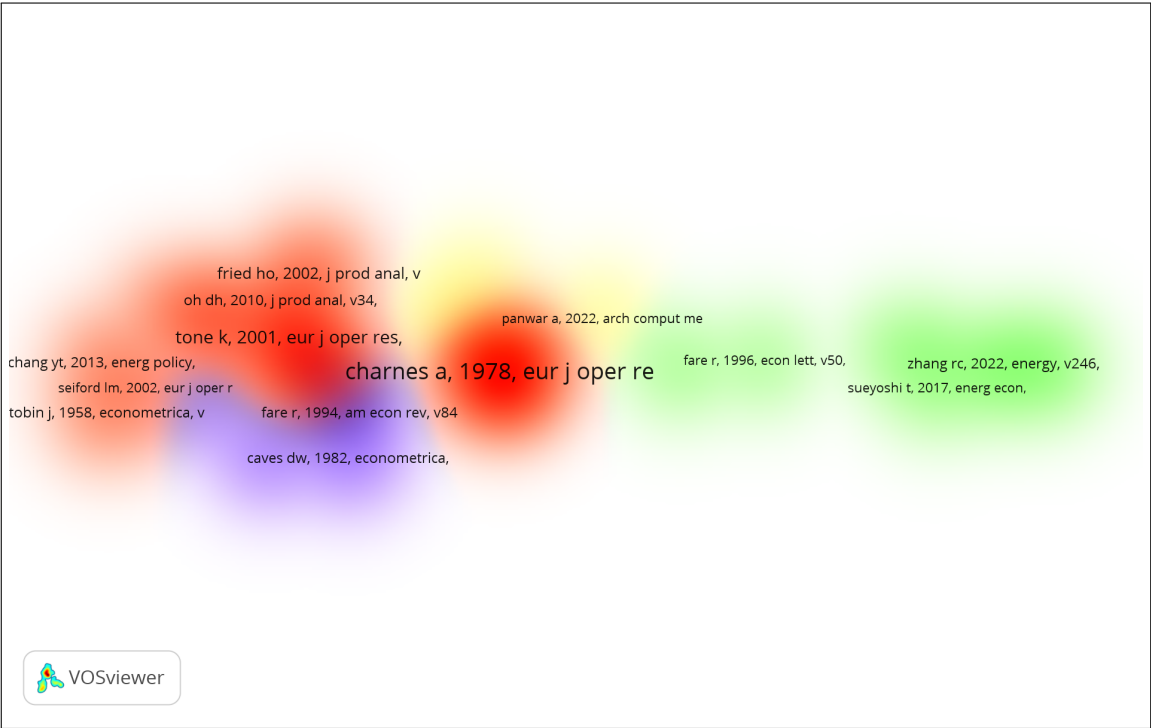 fried ho, 2002, j prod anal, v
oh dh, 2010, j prod anal, v34,
panwar a, 2022, arch comput me
tone k, 2001, eur j oper res,
chang yt, 2013, energ policy,
charnes a, 1978, eur j oper re
fare r, 1996, econ lett, v50,
zhang rc, 2022, energy, v246,
seiford lm, 2002, eur j oper r
sueyoshi t, 2017, energ econ,
tobin j, 1958, econometrica, v
fare r, 1994, am econ rev, v84
caves dw, 1982, econometrica,
VOSviewer